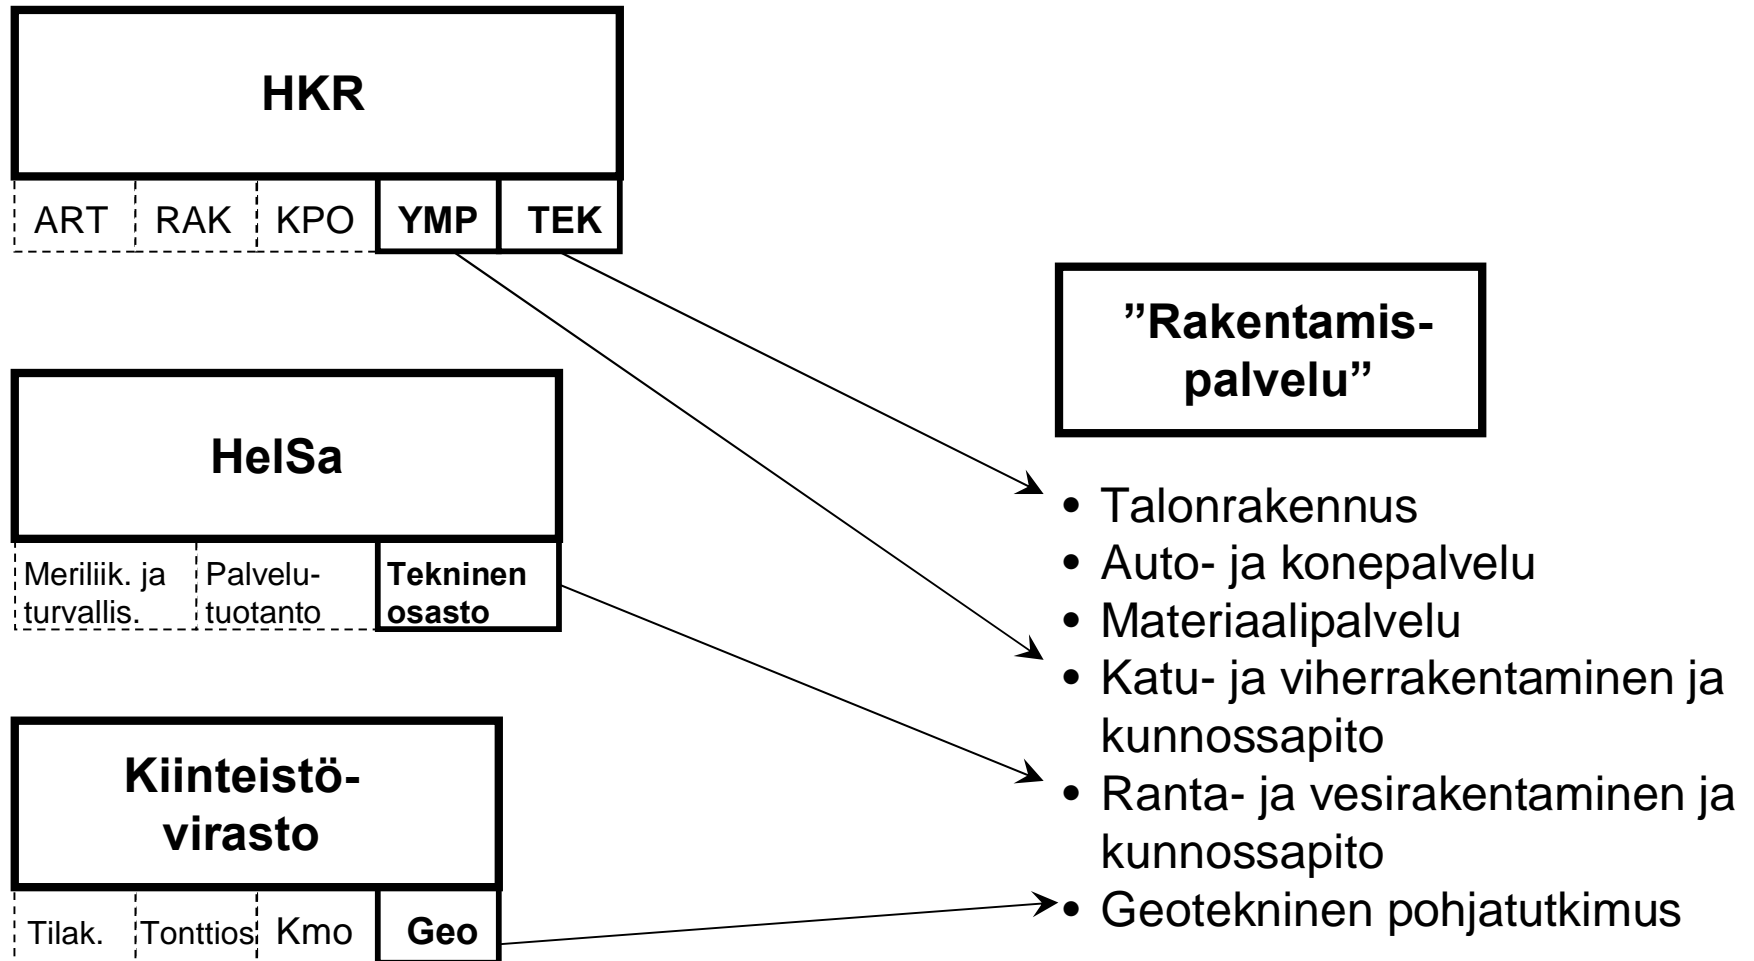 HKR
ART RAK KPO YMP TEK
HelSa
Meriliik. ja
turvallis.
Palvelu-
tuotanto
Tekninen
osasto
Kiinteistö-
virasto
Tilak. Tonttios Kmo Geo
”Rakentamis-
palvelu”
• Talonrakennus
• Auto- ja konepalvelu
• Materiaalipalvelu
• Katu- ja viherrakentaminen ja
kunnossapito
• Ranta- ja vesirakentaminen ja
kunnossapito
• Geotekninen pohjatutkimus